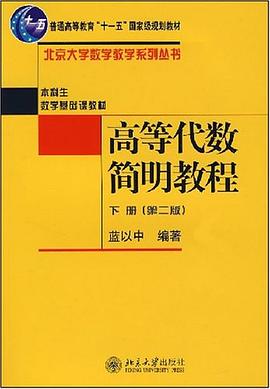 十一五
普通高等教育“十一五”国家级规划教材
北京大学数学教学系列丛书
本科生
数学基础课教材
高等代数
简明教程
下册(第二版)
蓝以中 编著
北京大学出版社